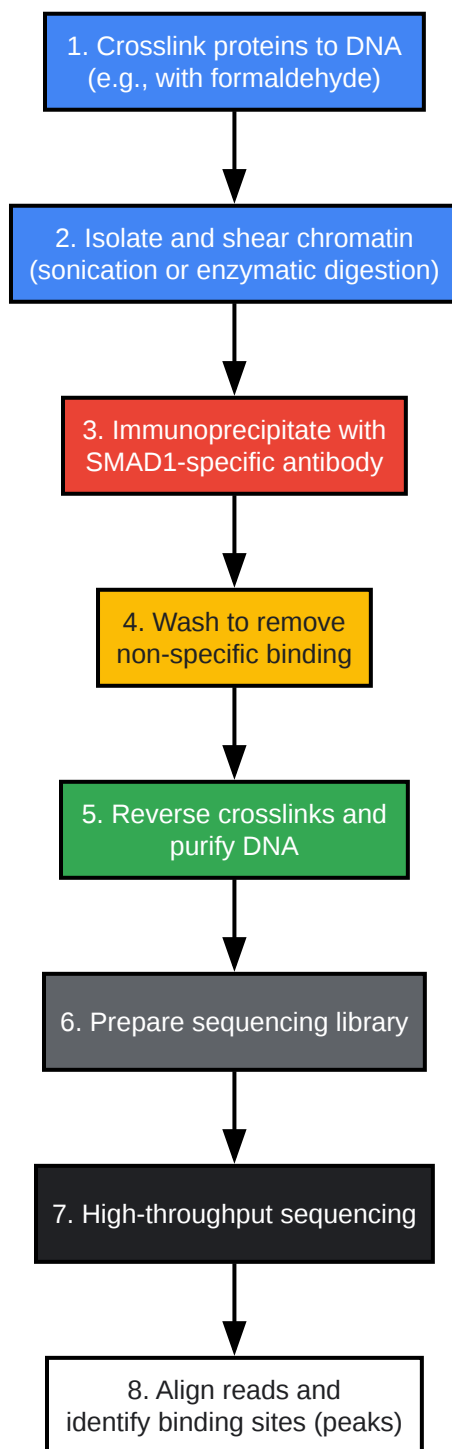 1. Crosslink proteins to DNA
(e.g., with formaldehyde)
2. Isolate and shear chromatin
(sonication or enzymatic digestion)
3. Immunoprecipitate with
SMAD1-specific antibody
4. Wash to remove
non-specific binding
5. Reverse crosslinks and
purify DNA
6. Prepare sequencing library
7. High-throughput sequencing
8. Align reads and
identify binding sites (peaks)